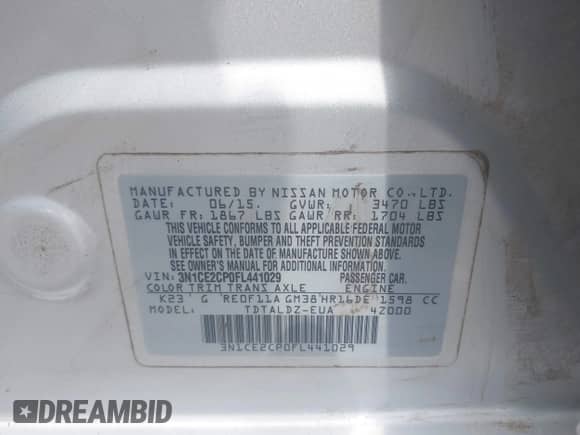 MANUFACTURED BY NISSAN MOTOR CO.,LTD.
DATE: 06/15. GVWR: 3470 LBS
GAWR FR: 1867 LBS GAWR RR: 1704 LBS
THIS VEHICLE CONFORMS TO ALL APPLICABLE FEDERAL MOTOR
VEHICLE SAFETY, BUMPER AND THEFT PREVENTION STANDARDS
IN EFFECT ON THE DATE OF MANUFACTURE SHOWN ABOVE.
SEE OWNER'S MANUAL FOR ADDITIONAL INFORMATION.
VIN: 3N1CE2CP0FL441029 PASSENGER CAR.
COLOR TRIM TRANS AXLE ENGINE
K23 G RE0F11A GM38 HR16DE 1598 CC
MODEL: TDTALDZ-EUA 42000
3N1CE2CP0FL441029
DREAMBID